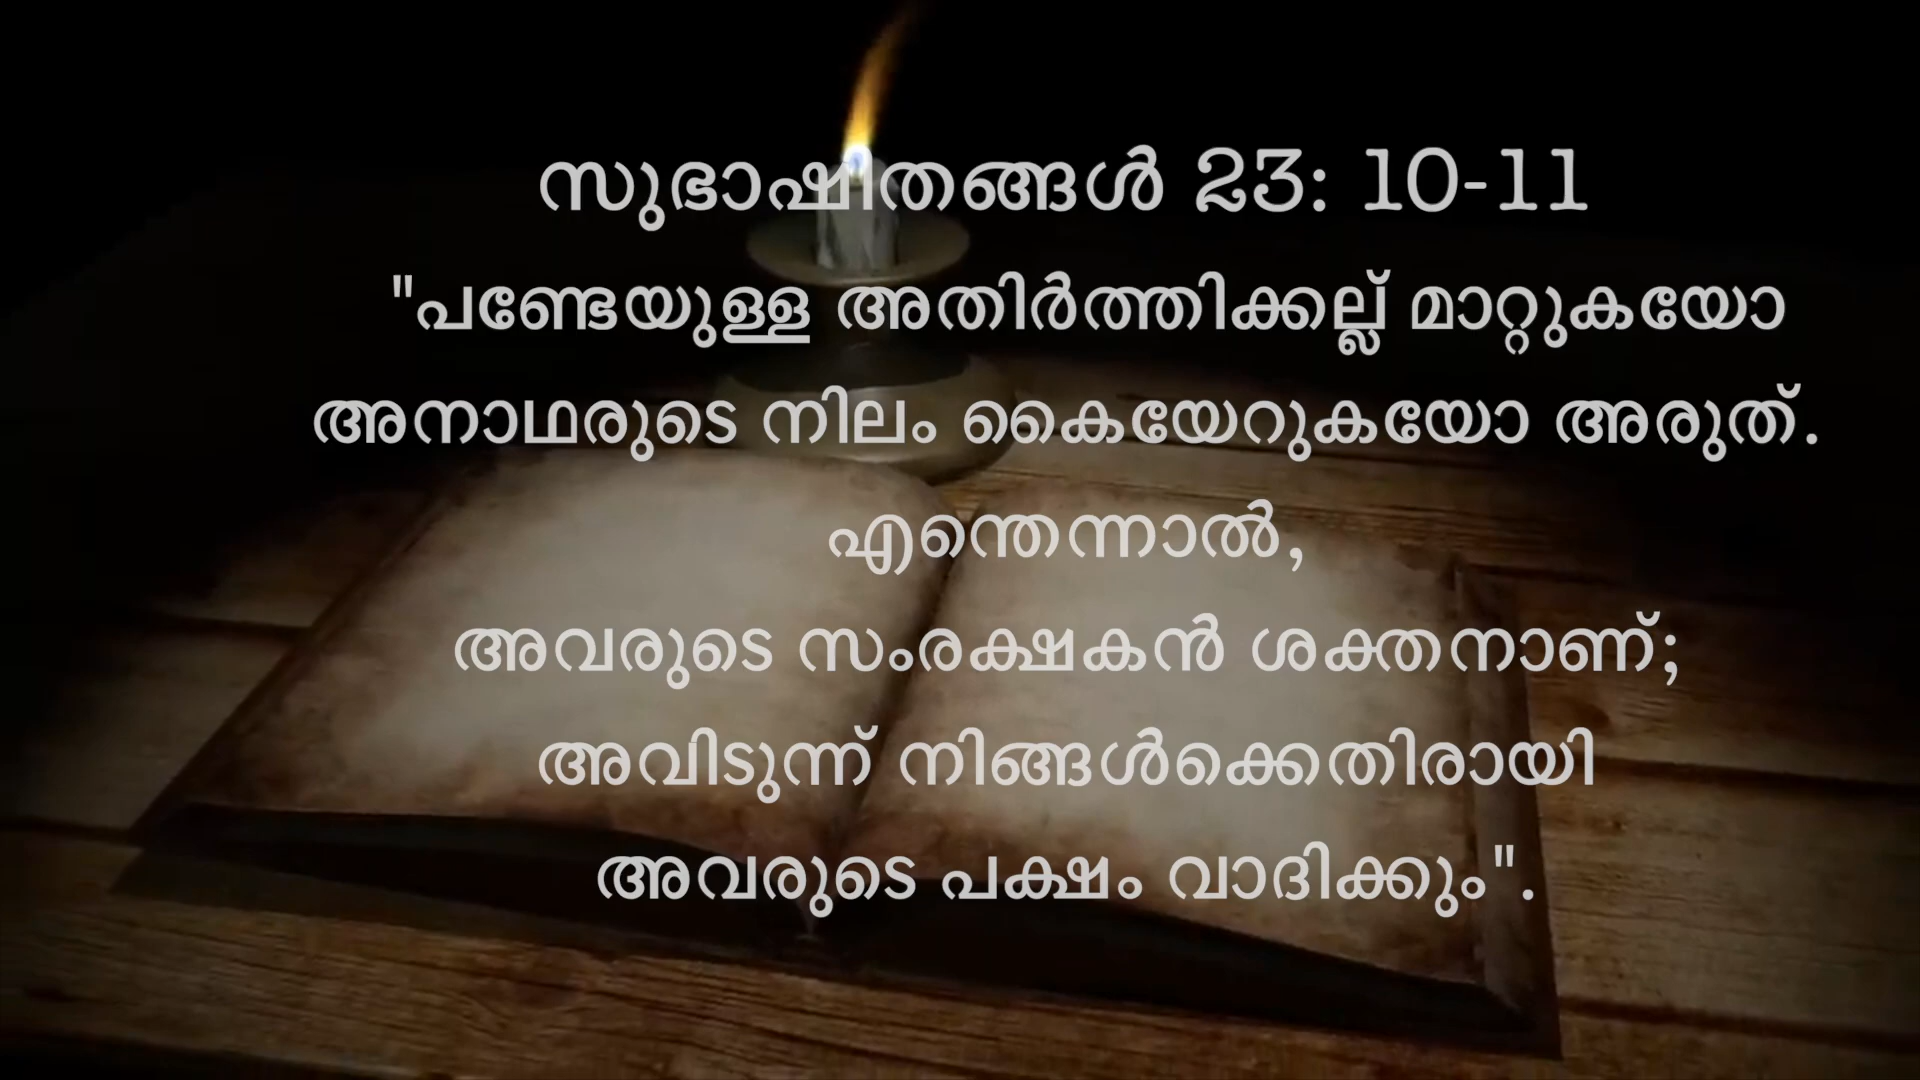 സുഭാഷിതങ്ങൾ 23: 10-11
"പണ്ടേയുള്ള അതിർത്തിക്കല്ല് മാറ്റുകയോ
അനാഥരുടെ നിലം കൈയേറുകയോ അരുത്.
എന്തെന്നാൽ,
അവരുടെ സംരക്ഷകൻ ശക്തനാണ്;
അവിടുന്ന് നിങ്ങൾക്കെതിരായി
അവരുടെ പക്ഷം വാദിക്കും".